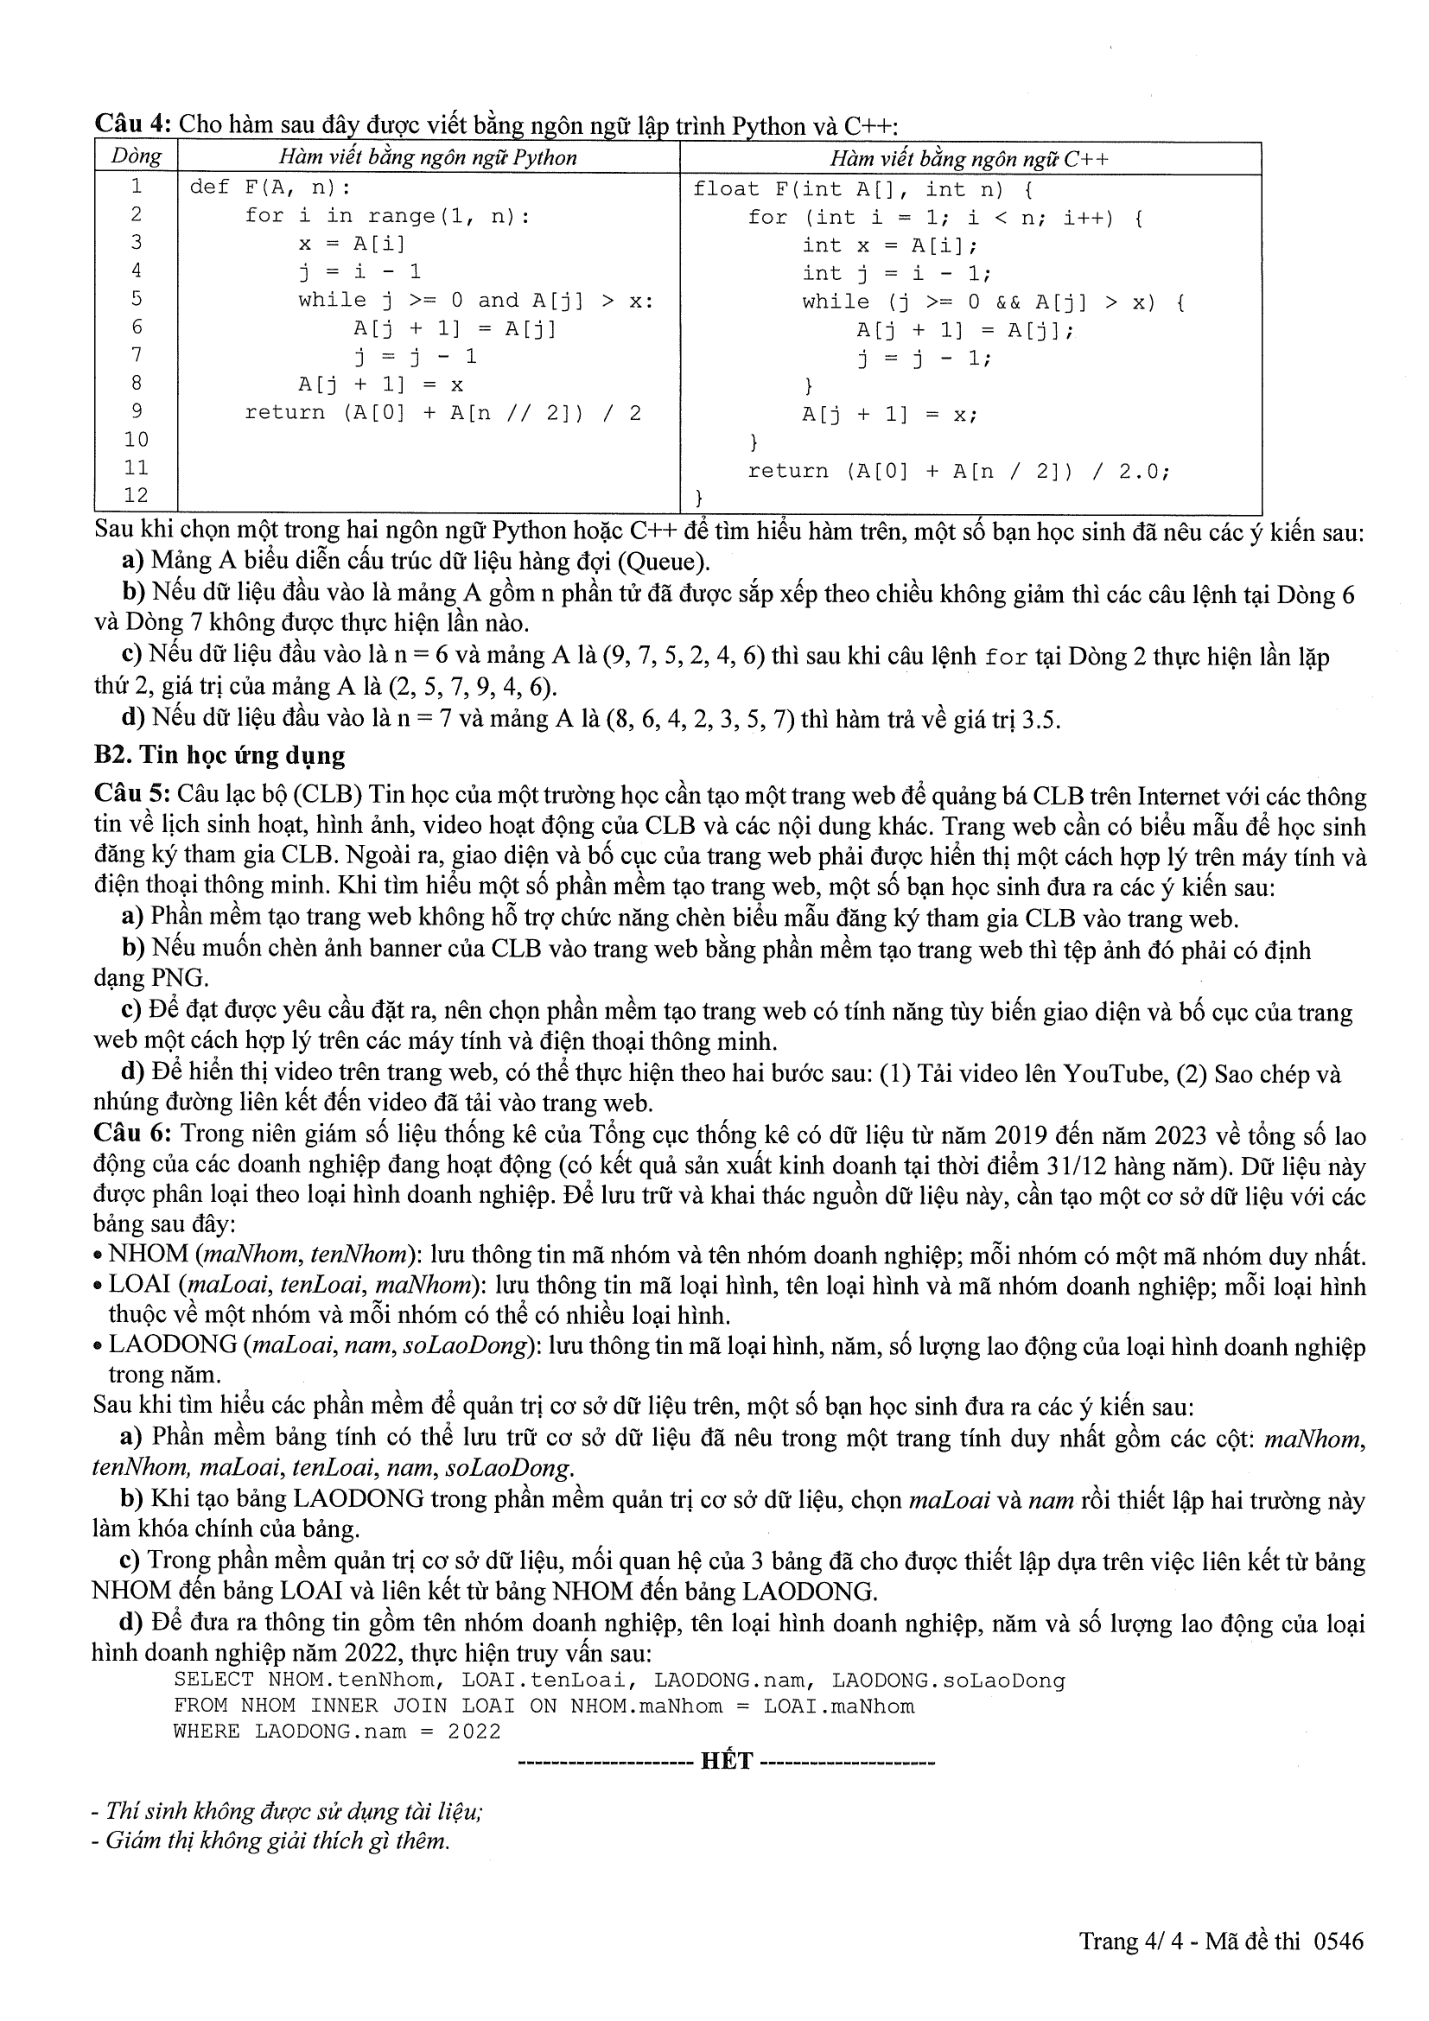 Câu 4: Cho hàm sau đây được viết bằng ngôn ngữ lập trình Python và C++:
Dòng Hàm viết bằng ngôn ngữ Python Hàm viết bằng ngôn ngữ C++
1 def F(A, n): float F(int A[], int n) {
2 for i in range(1, n): for (int i = 1; i < n; i++) {
3 x = A[i] int x = A[i];
4 j = i - 1 int j = i - 1;
5 while j >= 0 and A[j] > x: while (j >= 0 && A[j] > x) {
6 A[j + 1] = A[j] A[j + 1] = A[j];
7 j = j - 1 j = j - 1;
8 A[j + 1] = x }
9 return (A[0] + A[n // 2]) / 2 A[j + 1] = x;
10 }
11 return (A[0] + A[n / 2]) / 2.0;
12 }
Sau khi chọn một trong hai ngôn ngữ Python hoặc C++ để tìm hiểu hàm trên, một số bạn học sinh đã nêu các ý kiến sau:
a) Mảng A biểu diễn cấu trúc dữ liệu hàng đợi (Queue).
b) Nếu dữ liệu đầu vào là mảng A gồm n phần tử đã được sắp xếp theo chiều không giảm thì các câu lệnh tại Dòng 6
và Dòng 7 không được thực hiện lần nào.
c) Nếu dữ liệu đầu vào là n = 6 và mảng A là (9, 7, 5, 2, 4, 6) thì sau khi câu lệnh for tại Dòng 2 thực hiện lần lặp
thứ 2, giá trị của mảng A là (2, 5, 7, 9, 4, 6).
d) Nếu dữ liệu đầu vào là n = 7 và mảng A là (8, 6, 4, 2, 3, 5, 7) thì hàm trả về giá trị 3.5.
B2. Tin học ứng dụng
Câu 5: Câu lạc bộ (CLB) Tin học của một trường học cần tạo một trang web để quảng bá CLB trên Internet với các thông
tin về lịch sinh hoạt, hình ảnh, video hoạt động của CLB và các nội dung khác. Trang web cần có biểu mẫu để học sinh
đăng ký tham gia CLB. Ngoài ra, giao diện và bố cục của trang web phải được hiển thị một cách hợp lý trên máy tính và
điện thoại thông minh. Khi tìm hiểu một số phần mềm tạo trang web, một số bạn học sinh đưa ra các ý kiến sau:
a) Phần mềm tạo trang web không hỗ trợ chức năng chèn biểu mẫu đăng ký tham gia CLB vào trang web.
b) Nếu muốn chèn ảnh banner của CLB vào trang web bằng phần mềm tạo trang web thì tệp ảnh đó phải có định
dạng PNG.
c) Để đạt được yêu cầu đặt ra, nên chọn phần mềm tạo trang web có tính năng tùy biến giao diện và bố cục của trang
web một cách hợp lý trên các máy tính và điện thoại thông minh.
d) Để hiển thị video trên trang web, có thể thực hiện theo hai bước sau: (1) Tải video lên YouTube, (2) Sao chép và
nhúng đường liên kết đến video đã tải vào trang web.
Câu 6: Trong niên giám số liệu thống kê của Tổng cục thống kê có dữ liệu từ năm 2019 đến năm 2023 về tổng số lao
động của các doanh nghiệp đang hoạt động (có kết quả sản xuất kinh doanh tại thời điểm 31/12 hàng năm). Dữ liệu này
được phân loại theo loại hình doanh nghiệp. Để lưu trữ và khai thác nguồn dữ liệu này, cần tạo một cơ sở dữ liệu với các
bảng sau đây:
• NHOM (maNhom, tenNhom): lưu thông tin mã nhóm và tên nhóm doanh nghiệp; mỗi nhóm có một mã nhóm duy nhất.
• LOAI (maLoai, tenLoai, maNhom): lưu thông tin mã loại hình, tên loại hình và mã nhóm doanh nghiệp; mỗi loại hình
thuộc về một nhóm và mỗi nhóm có thể có nhiều loại hình.
• LAODONG (maLoai, nam, soLaoDong): lưu thông tin mã loại hình, năm, số lượng lao động của loại hình doanh nghiệp
trong năm.
Sau khi tìm hiểu các phần mềm để quản trị cơ sở dữ liệu trên, một số bạn học sinh đưa ra các ý kiến sau:
a) Phần mềm bảng tính có thể lưu trữ cơ sở dữ liệu đã nêu trong một trang tính duy nhất gồm các cột: maNhom,
tenNhom, maLoai, tenLoai, nam, soLaoDong.
b) Khi tạo bảng LAODONG trong phần mềm quản trị cơ sở dữ liệu, chọn maLoai và nam rồi thiết lập hai trường này
làm khóa chính của bảng.
c) Trong phần mềm quản trị cơ sở dữ liệu, mối quan hệ của 3 bảng đã cho được thiết lập dựa trên việc liên kết từ bảng
NHOM đến bảng LOAI và liên kết từ bảng NHOM đến bảng LAODONG.
d) Để đưa ra thông tin gồm tên nhóm doanh nghiệp, tên loại hình doanh nghiệp, năm và số lượng lao động của loại
hình doanh nghiệp năm 2022, thực hiện truy vấn sau:
SELECT NHOM.tenNhom, LOAI.tenLoai, LAODONG.nam, LAODONG.soLaoDong
FROM NHOM INNER JOIN LOAI ON NHOM.maNhom = LOAI.maNhom
WHERE LAODONG.nam = 2022
--------------------- HẾT ---------------------
- Thí sinh không được sử dụng tài liệu;
- Giám thị không giải thích gì thêm.
Trang 4/ 4 - Mã đề thi 0546